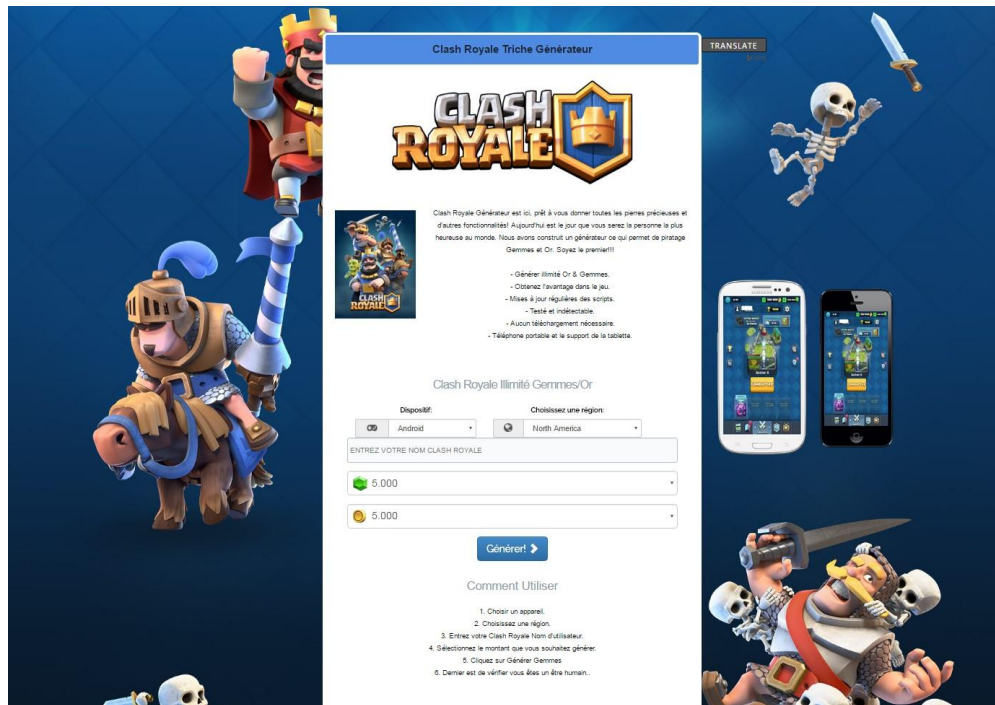 Clash Royale Triche Générateur
TRANSLATE
CLASH
ROYALE
Clash Royale Générateur est ici, prêt à vous donner toutes les pierres précieuses et
d'autres fonctionnalités! Aujourd'hui est le jour que vous serez la personne la plus
heureuse au monde. Nous avons construit un générateur ce qui permet de piratage
Gemmes et Or. Soyez le premier!!!!
CLASH
ROYALE
- Générer illimité Or & Gemmes.
- Obtenez l'avantage dans le jeu.
- Mises à jour régulières des scripts.
- Testé et indétectable.
- Aucun téléchargement nécessaire.
- Téléphone portable et le support de la tablette.
Clash Royale Illimité Gemmes/Or
Dispositif: Choisissez une région:
Android North America
ENTREZ VOTRE NOM CLASH ROYALE
5.000
5.000
Générer!
Comment Utiliser
1. Choisir un appareil.
2. Choisissez une région.
3. Entrez votre Clash Royale Nom d'utilisateur.
4. Sélectionnez le montant que vous souhaitez générer.
5. Cliquez sur Générer Gemmes
6. Dernier est de vérifier vous êtes un être humain..